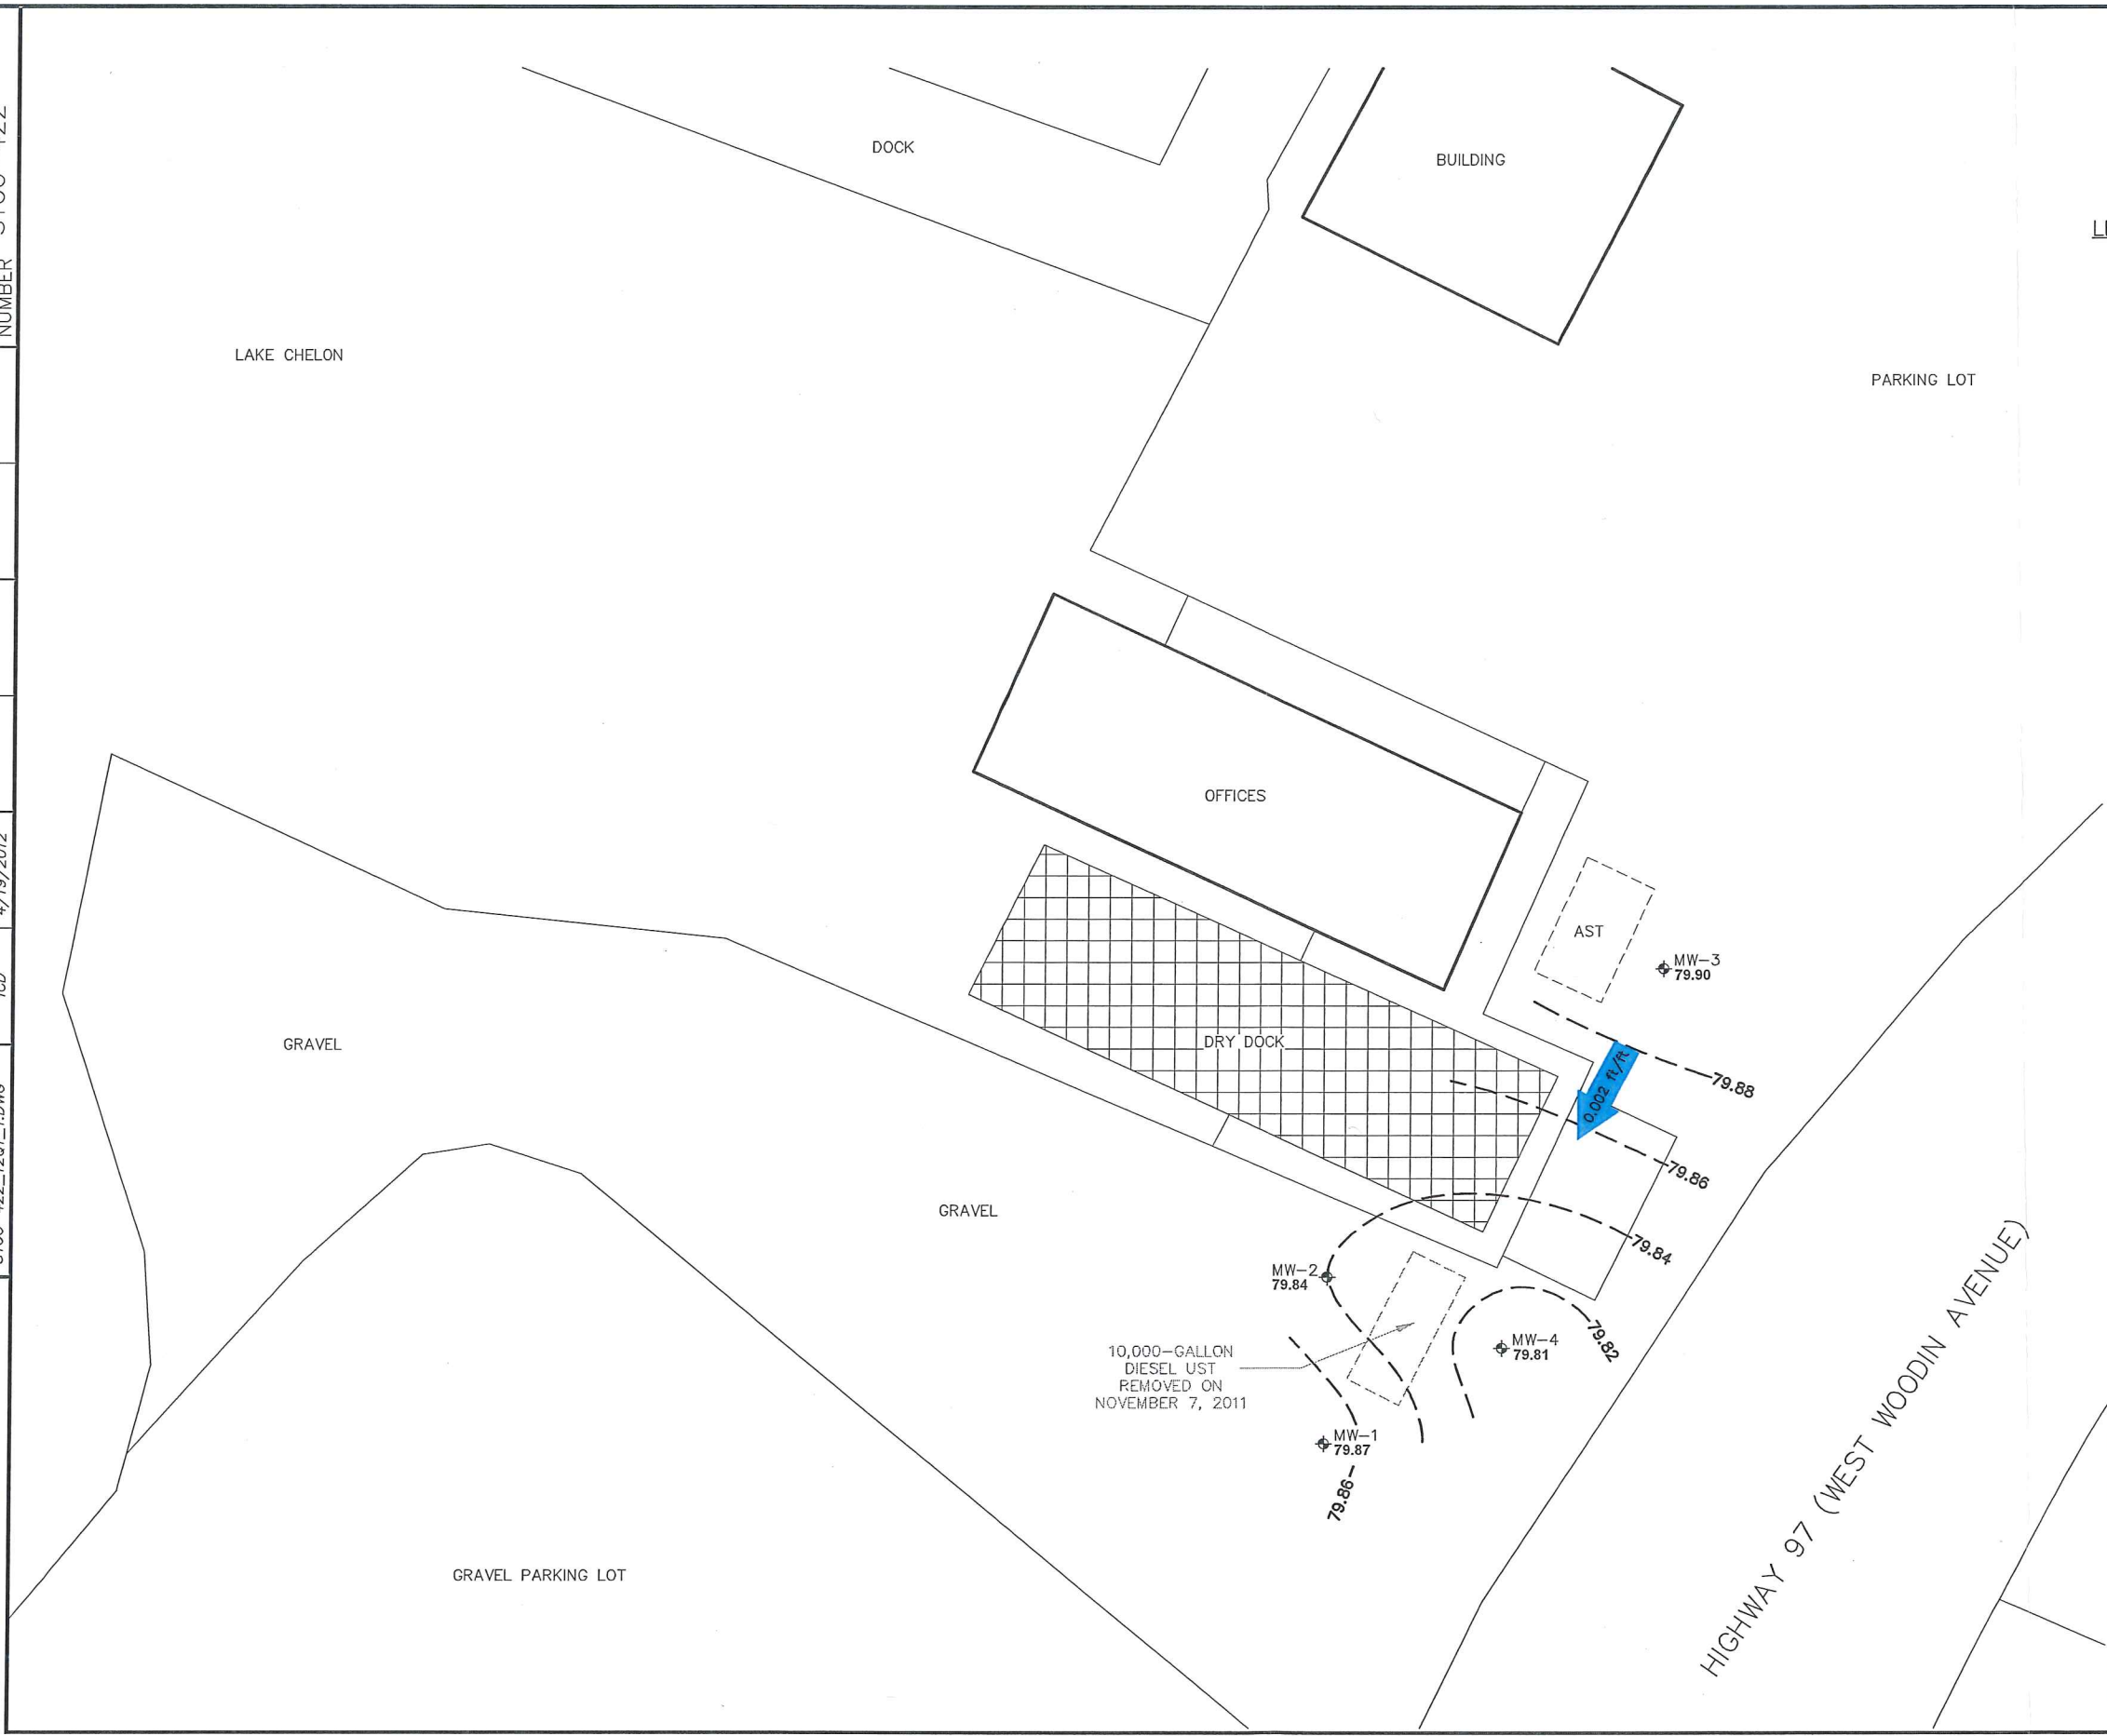 DOCK
BUILDING
LAKE CHELON
PARKING LOT
NUMBER
OFFICES
AST
MW-3
79.90
4/19/2012
GRAVEL
DRY DOCK
0.002 ft/ft
79.88
79.86
GRAVEL
79.84
MW-2
79.84
79.82
MW-4
79.81
10,000-GALLON
DIESEL UST
REMOVED ON
NOVEMBER 7, 2011
MW-1
79.87
79.86
GRAVEL PARKING LOT
HIGHWAY 97 (WEST WOODIN AVENUE)